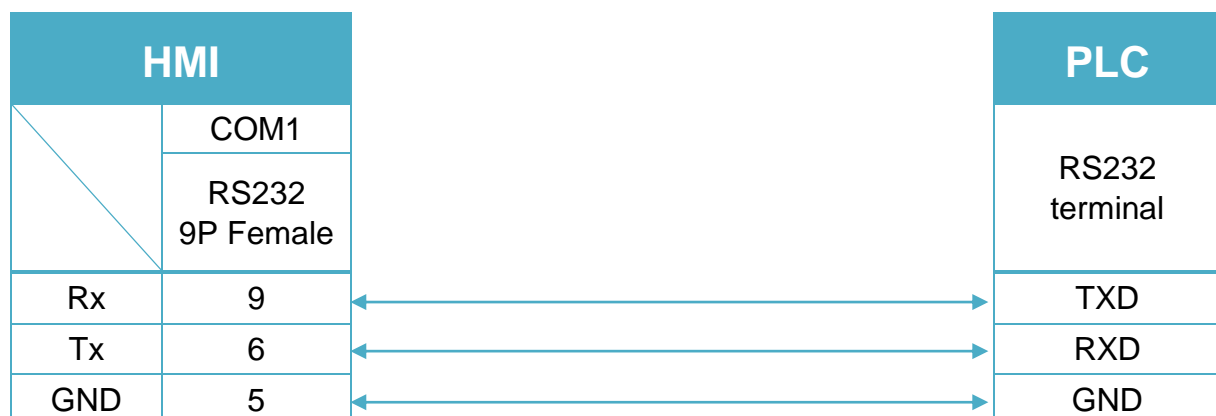 HMI
PLC
COM1
RS232
9P Female
RS232
terminal
Rx 9 TXD
Tx 6 RXD
GND 5 GND